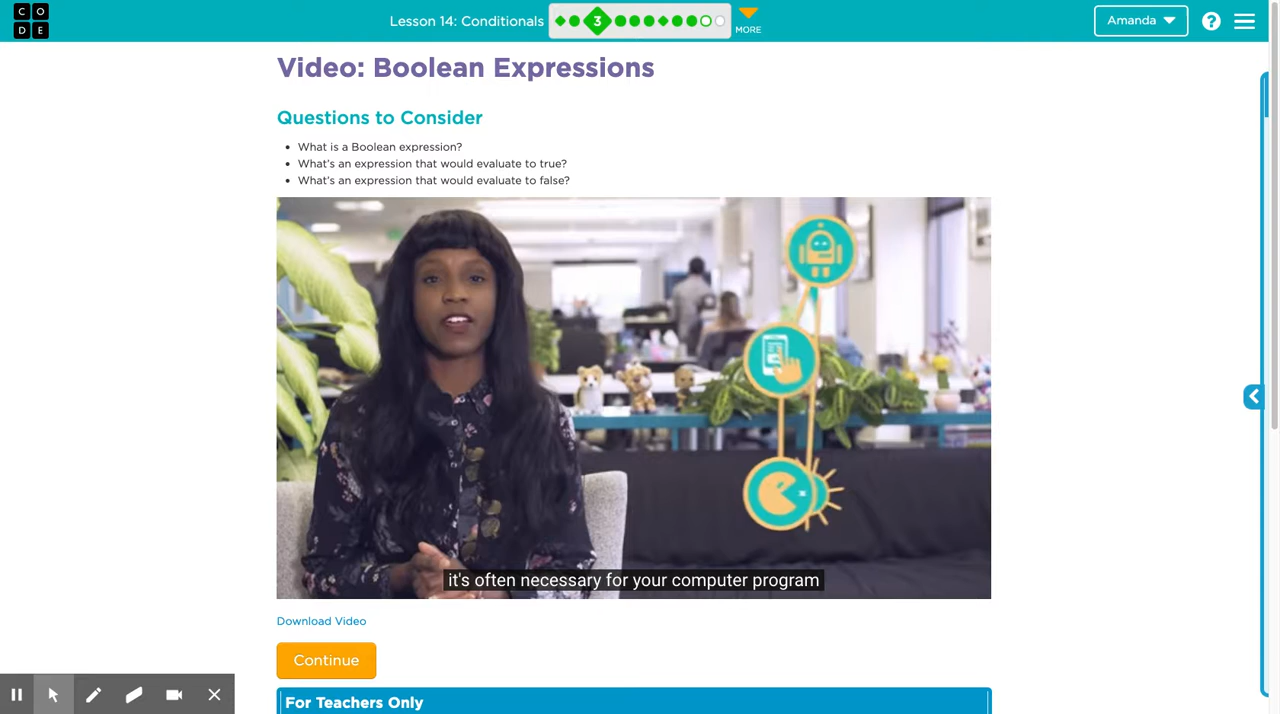 CO
DE
Lesson 14: Conditionals
3
MORE
Amanda
?
Video: Boolean Expressions
Questions to Consider
• What is a Boolean expression?
• What's an expression that would evaluate to true?
• What's an expression that would evaluate to false?
it's often necessary for your computer program
Download Video
Continue
For Teachers Only